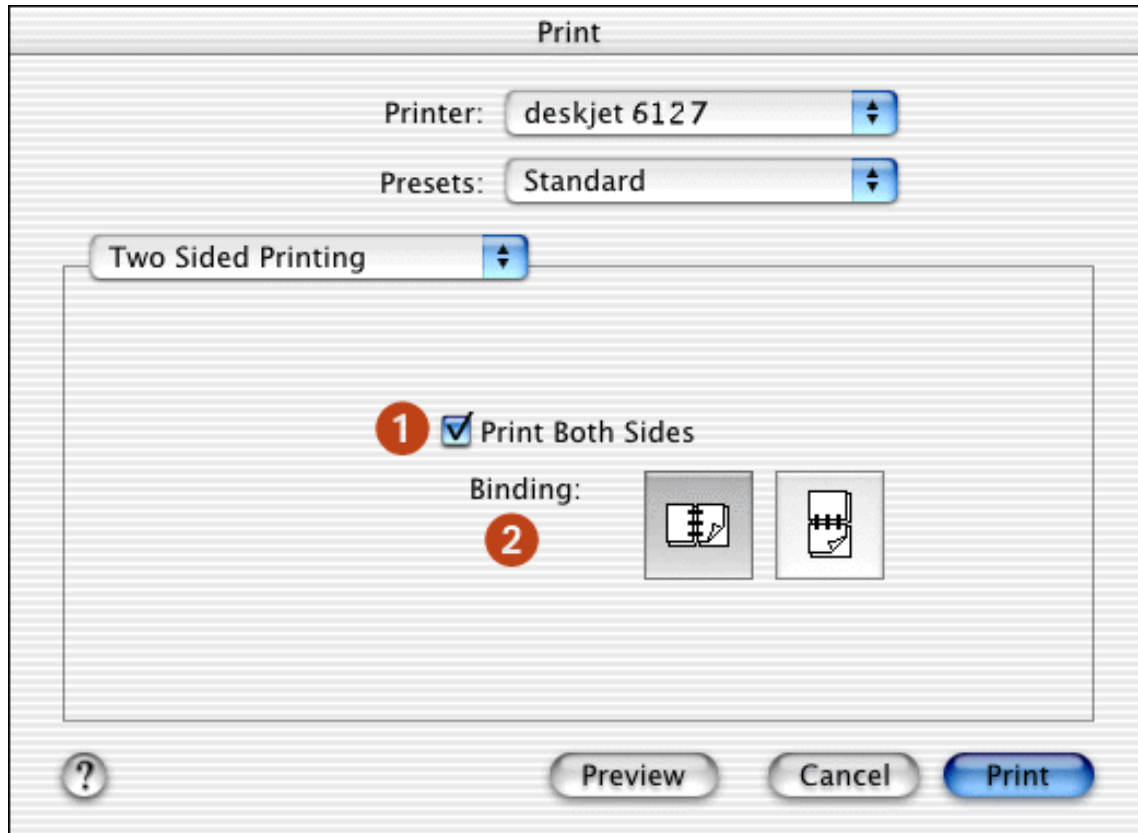 Print
Printer: deskjet 6127
Presets: Standard
Two Sided Printing
1 Print Both Sides
Binding:
2
? Preview Cancel Print